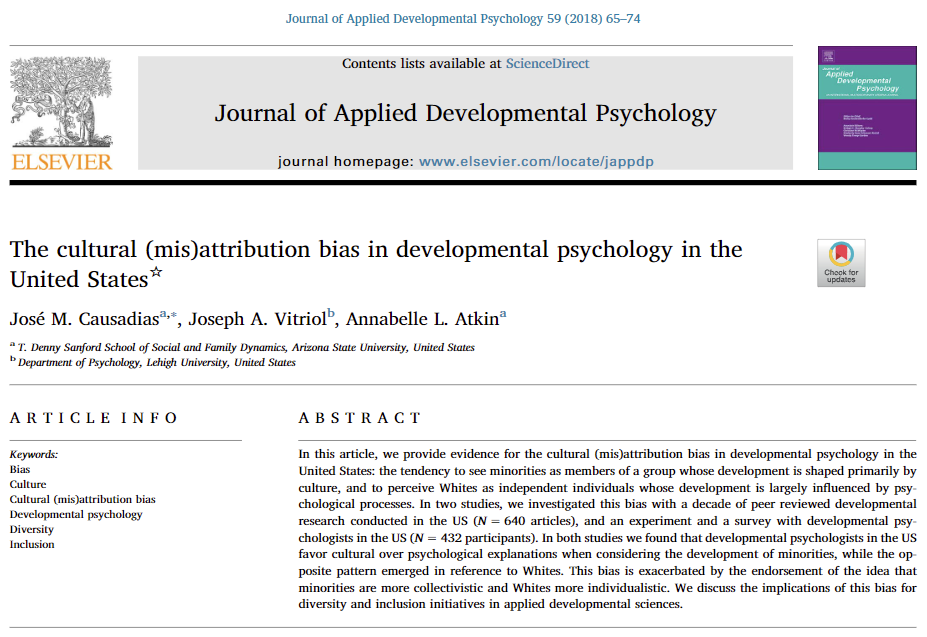 Journal of Applied Developmental Psychology 59 (2018) 65–74
Contents lists available at ScienceDirect
Journal of Applied Developmental Psychology
journal homepage: www.elsevier.com/locate/jappdp
ELSEVIER
Journal of
Applied
Developmental
Psychology
The cultural (mis)attribution bias in developmental psychology in the
United States☆
Check for
updates
José M. Causadiasa,⁎, Joseph A. Vitriolb, Annabelle L. Atkina
a T. Denny Sanford School of Social and Family Dynamics, Arizona State University, United States
b Department of Psychology, Lehigh University, United States
ARTICLE INFO
Keywords:
Bias
Culture
Cultural (mis)attribution bias
Developmental psychology
Diversity
Inclusion
ABSTRACT
In this article, we provide evidence for the cultural (mis)attribution bias in developmental psychology in the
United States: the tendency to see minorities as members of a group whose development is shaped primarily by
culture, and to perceive Whites as independent individuals whose development is largely influenced by psy-
chological processes. In two studies, we investigated this bias with a decade of peer reviewed developmental
research conducted in the US (N = 640 articles), and an experiment and a survey with developmental psy-
chologists in the US (N = 432 participants). In both studies we found that developmental psychologists in the US
favor cultural over psychological explanations when considering the development of minorities, while the op-
posite pattern emerged in reference to Whites. This bias is exacerbated by the endorsement of the idea that
minorities are more collectivistic and Whites more individualistic. We discuss the implications of this bias for
diversity and inclusion initiatives in applied developmental sciences.